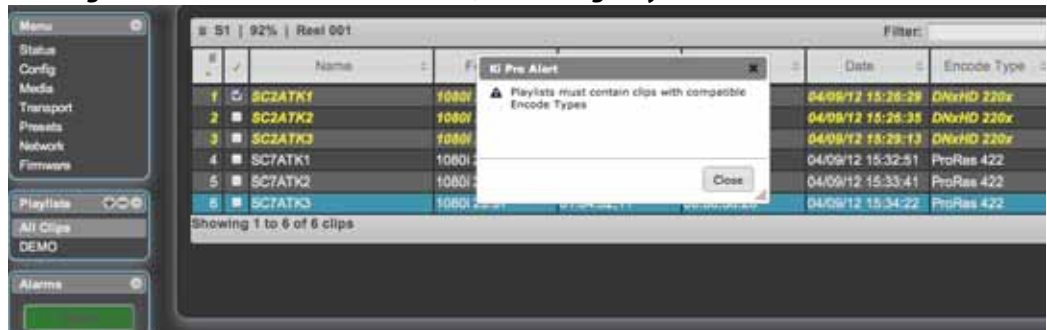 Menu
Status
Config
Media
Transport
Presets
Network
Firmware
Playlists
All Clips
DEMO
Alarms
S1 | 92% | Reel 001 Filter:
# Name Date Encode Type
1 SC2ATK1 1080i 04/09/12 15:26:29 DNxHD 220x
2 SC2ATK2 1080i 04/09/12 15:26:35 DNxHD 220x
3 SC2ATK3 1080i 04/09/12 15:29:13 DNxHD 220x
4 SC7ATK1 1080i 04/09/12 15:32:51 ProRes 422
5 SC7ATK2 1080i 04/09/12 15:33:41 ProRes 422
6 SC7ATK3 1080i 04/09/12 15:34:22 ProRes 422
Showing 1 to 6 of 6 clips
Ki Pro Alert
Playlists must contain clips with compatible
Encode Types
Close